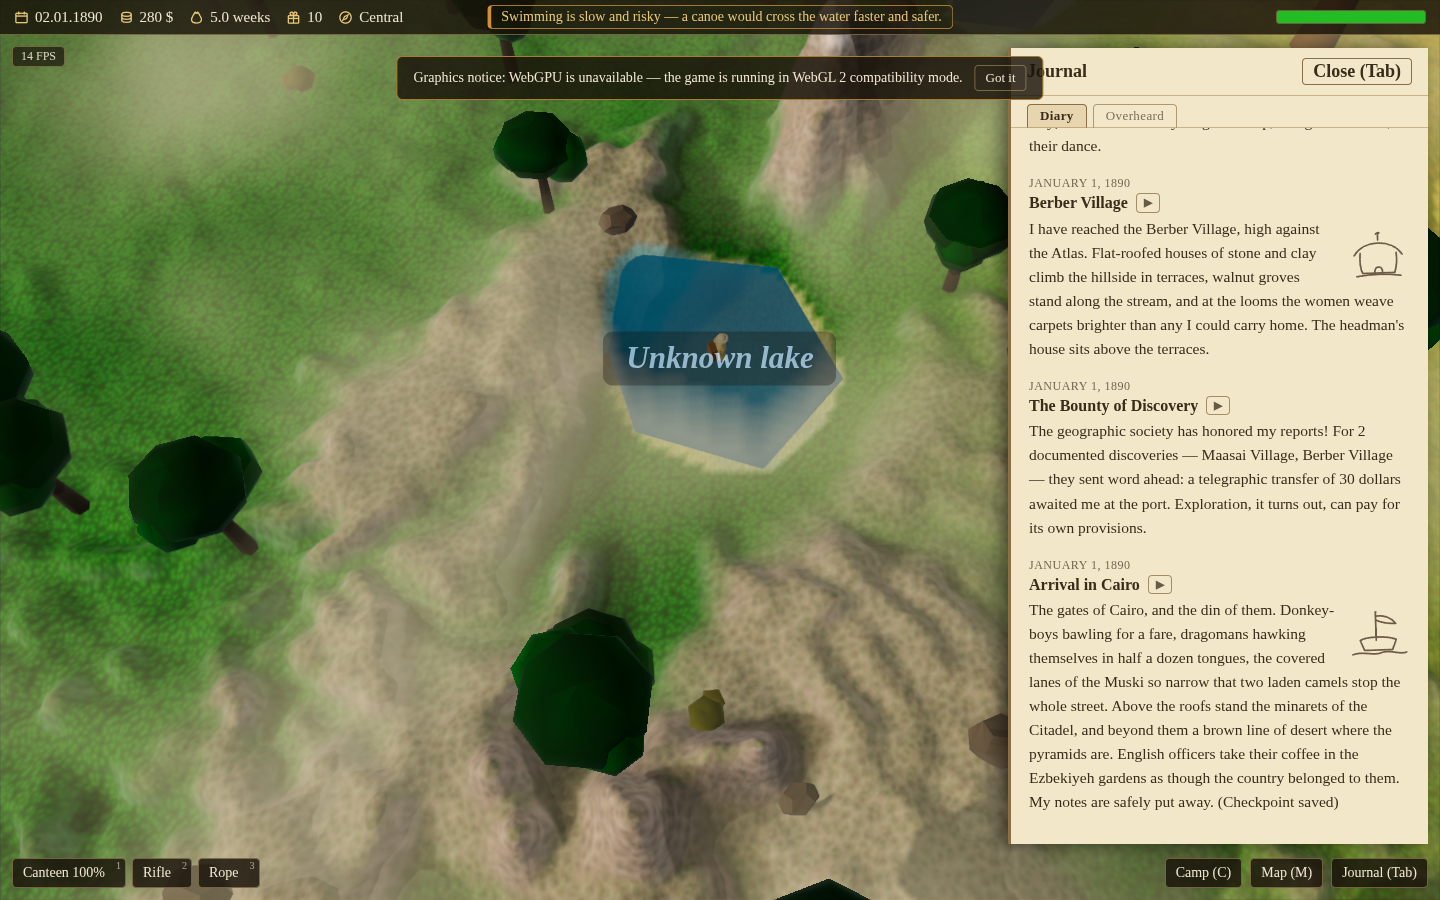 02.01.1890 280 $ 5.0 weeks 10 Central
Swimming is slow and risky — a canoe would cross the water faster and safer.
14 FPS
Graphics notice: WebGPU is unavailable — the game is running in WebGL 2 compatibility mode. Got it
Journal
Close (Tab)
Diary Overheard
their dance.
JANUARY 1, 1890
Berber Village
I have reached the Berber Village, high against
the Atlas. Flat-roofed houses of stone and clay
climb the hillside in terraces, walnut groves
stand along the stream, and at the looms the women weave
carpets brighter than any I could carry home. The headman's
house sits above the terraces.
JANUARY 1, 1890
The Bounty of Discovery
The geographic society has honored my reports! For 2
documented discoveries — Maasai Village, Berber Village
— they sent word ahead: a telegraphic transfer of 30 dollars
awaited me at the port. Exploration, it turns out, can pay for
its own provisions.
JANUARY 1, 1890
Arrival in Cairo
The gates of Cairo, and the din of them. Donkey-
boys bawling for a fare, dragomans hawking
themselves in half a dozen tongues, the covered
lanes of the Muski so narrow that two laden camels stop the
whole street. Above the roofs stand the minarets of the
Citadel, and beyond them a brown line of desert where the
pyramids are. English officers take their coffee in the
Ezbekiyeh gardens as though the country belonged to them.
My notes are safely put away. (Checkpoint saved)
Unknown lake
Canteen 100% 1
Rifle 2
Rope 3
Camp (C)
Map (M)
Journal (Tab)